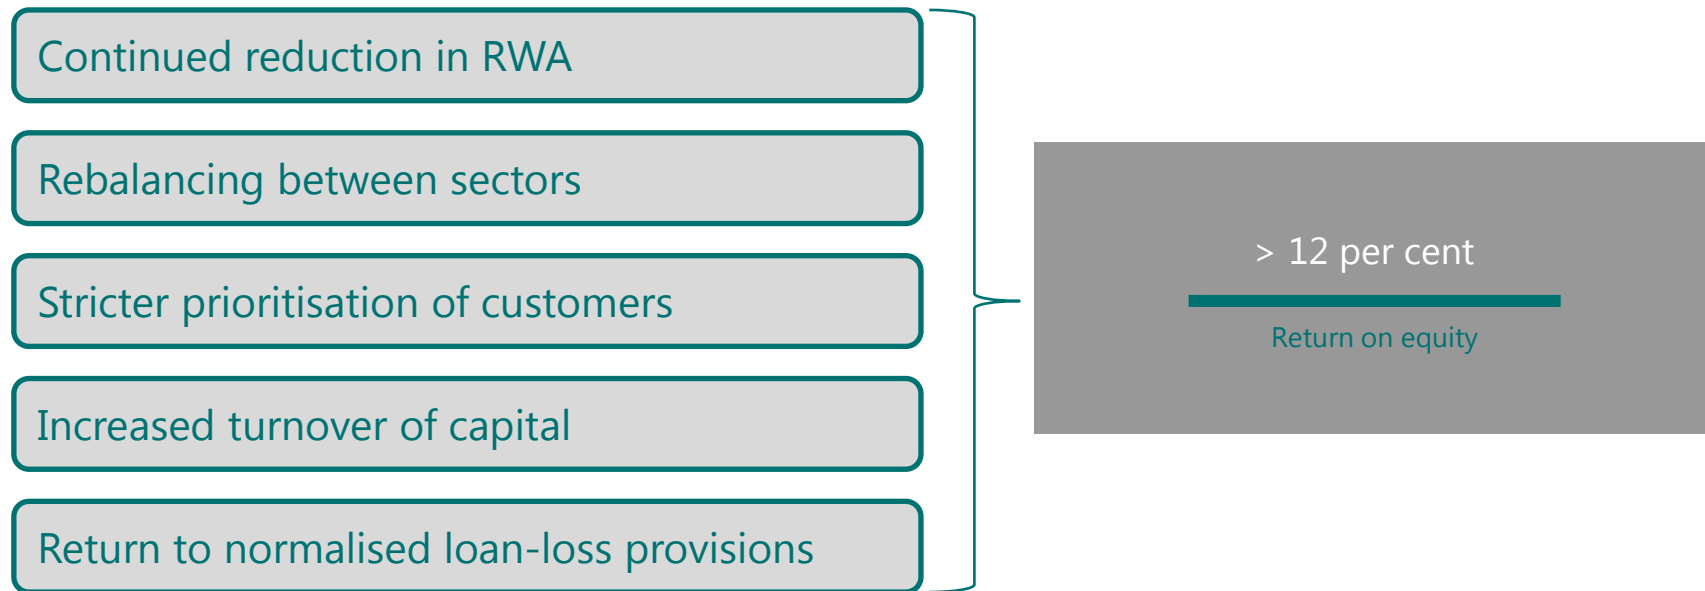 Continued reduction in RWA
Rebalancing between sectors
Stricter prioritisation of customers
Increased turnover of capital
Return to normalised loan-loss provisions
> 12 per cent
Return on equity